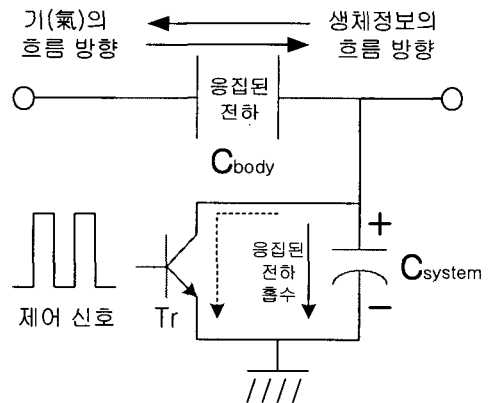 기(氣)의
흐름 방향
생체정보의
흐름 방향
응집된
전하
Cbody
응집된
전하
흡수
+
Csystem
−
제어 신호
Tr